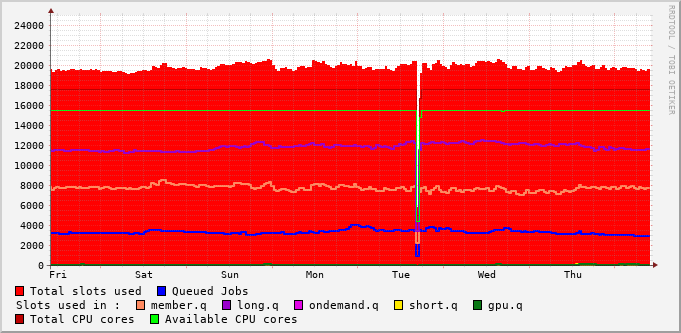 24000
22000
20000
18000
16000
14000
12000
10000
8000
6000
4000
2000
0
Fri Sat Sun Mon Tue Wed Thu
RRDTOOL / TOBI OETIKER
Total slots used Queued Jobs
Slots used in : member.q long.q ondemand.q short.q gpu.q
Total CPU cores Available CPU cores